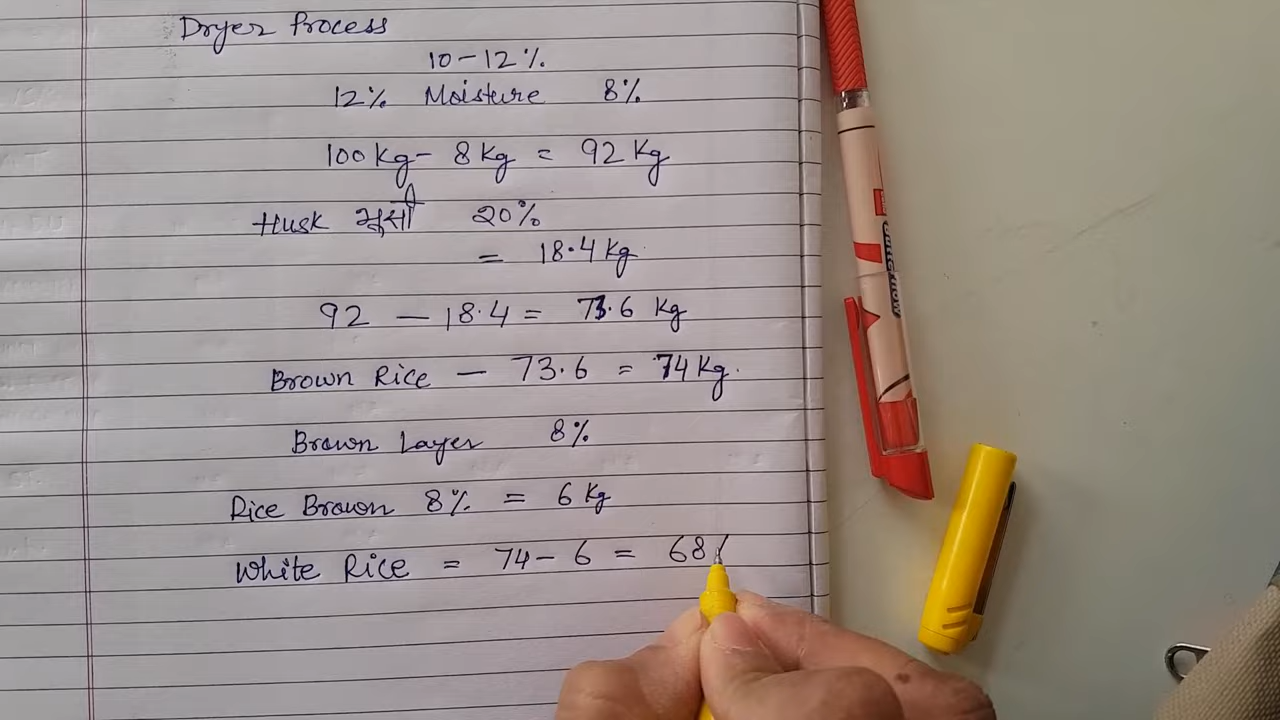 Dryer Process
10-12%
12% Moisture 8%
100 Kg - 8 Kg = 92 Kg
Husk भूसी 20%
= 18.4 Kg
92 - 18.4 = 73.6 Kg
Brown Rice - 73.6 = 74 Kg.
Brown Layer 8%
Rice Brown 8% = 6 Kg
White Rice = 74 - 6 = 68